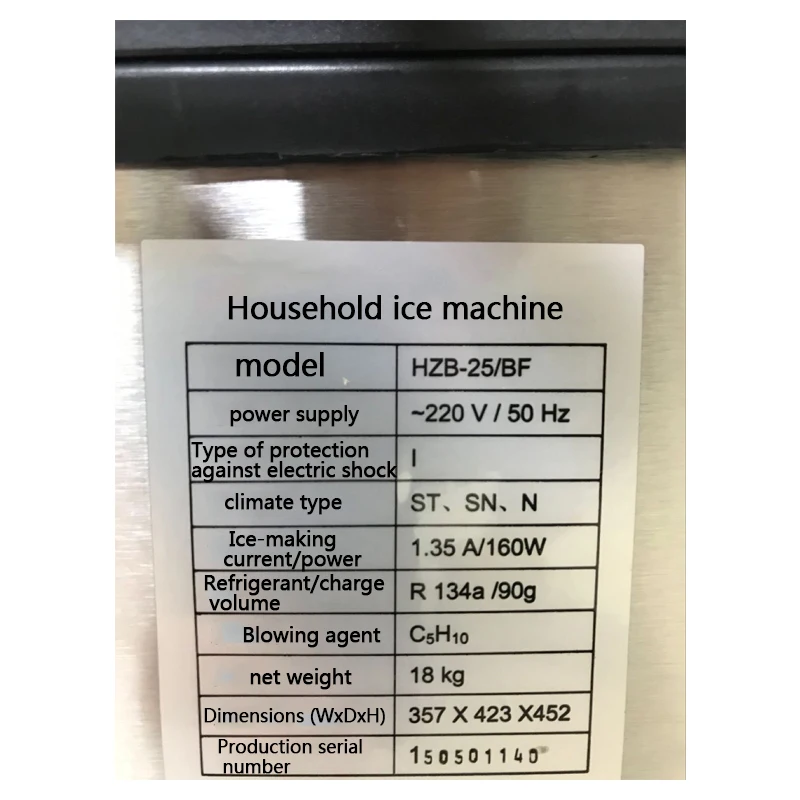 Household ice machine
model HZB-25/BF
power supply ~220 V / 50 Hz
Type of protection
against electric shock I
climate type ST、SN、N
Ice-making
current/power 1.35 A/160W
Refrigerant/charge
volume R 134a /90g
Blowing agent C₅H₁₀
net weight 18 kg
Dimensions (WxDxH) 357 X 423 X452
Production serial
number 150501140